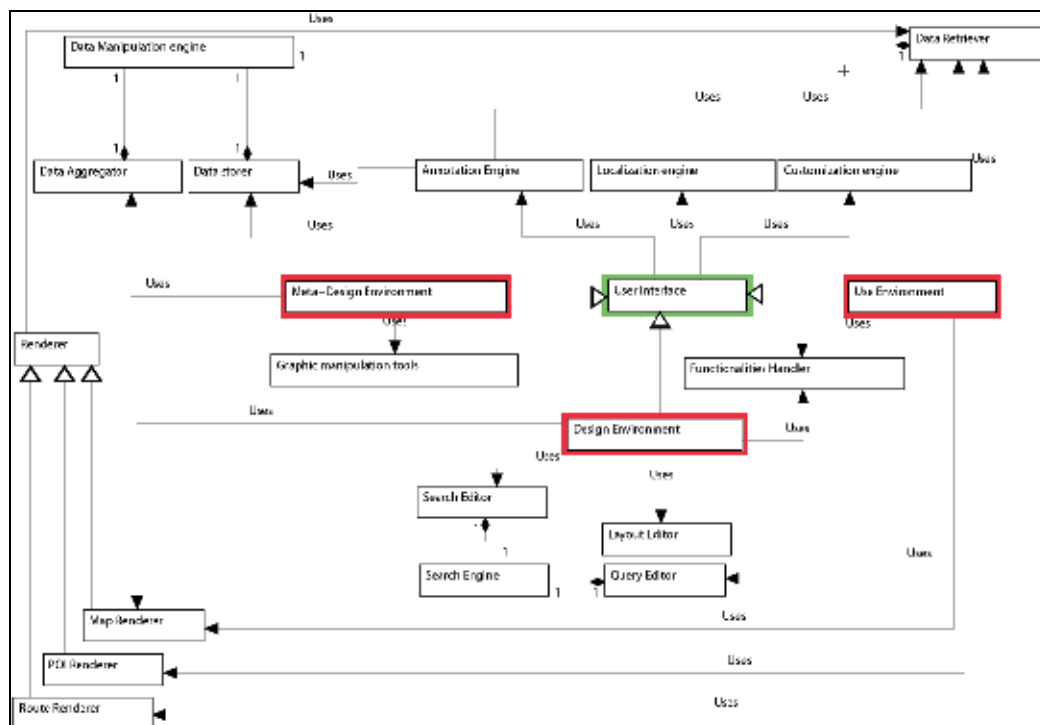 Uses
Data Manipulation engine
Data Retriever
1
1
1
1
Uses
Uses
1
1
Data Aggregator
Data storer
Uses
Annotation Engine
Localization engine
Customization engine
Uses
Uses
Uses
Uses
Uses
Uses
Meta-Design Environment
User Interface
Use Environment
Uses
Uses
Renderer
Graphic manipulation tools
Functionalities Handler
Uses
Design Environment
Uses
Uses
Uses
Search Editor
Layout Editor
1
Uses
Search Engine
1
1
Query Editor
Map Renderer
Uses
POI Renderer
Uses
Route Renderer
Uses